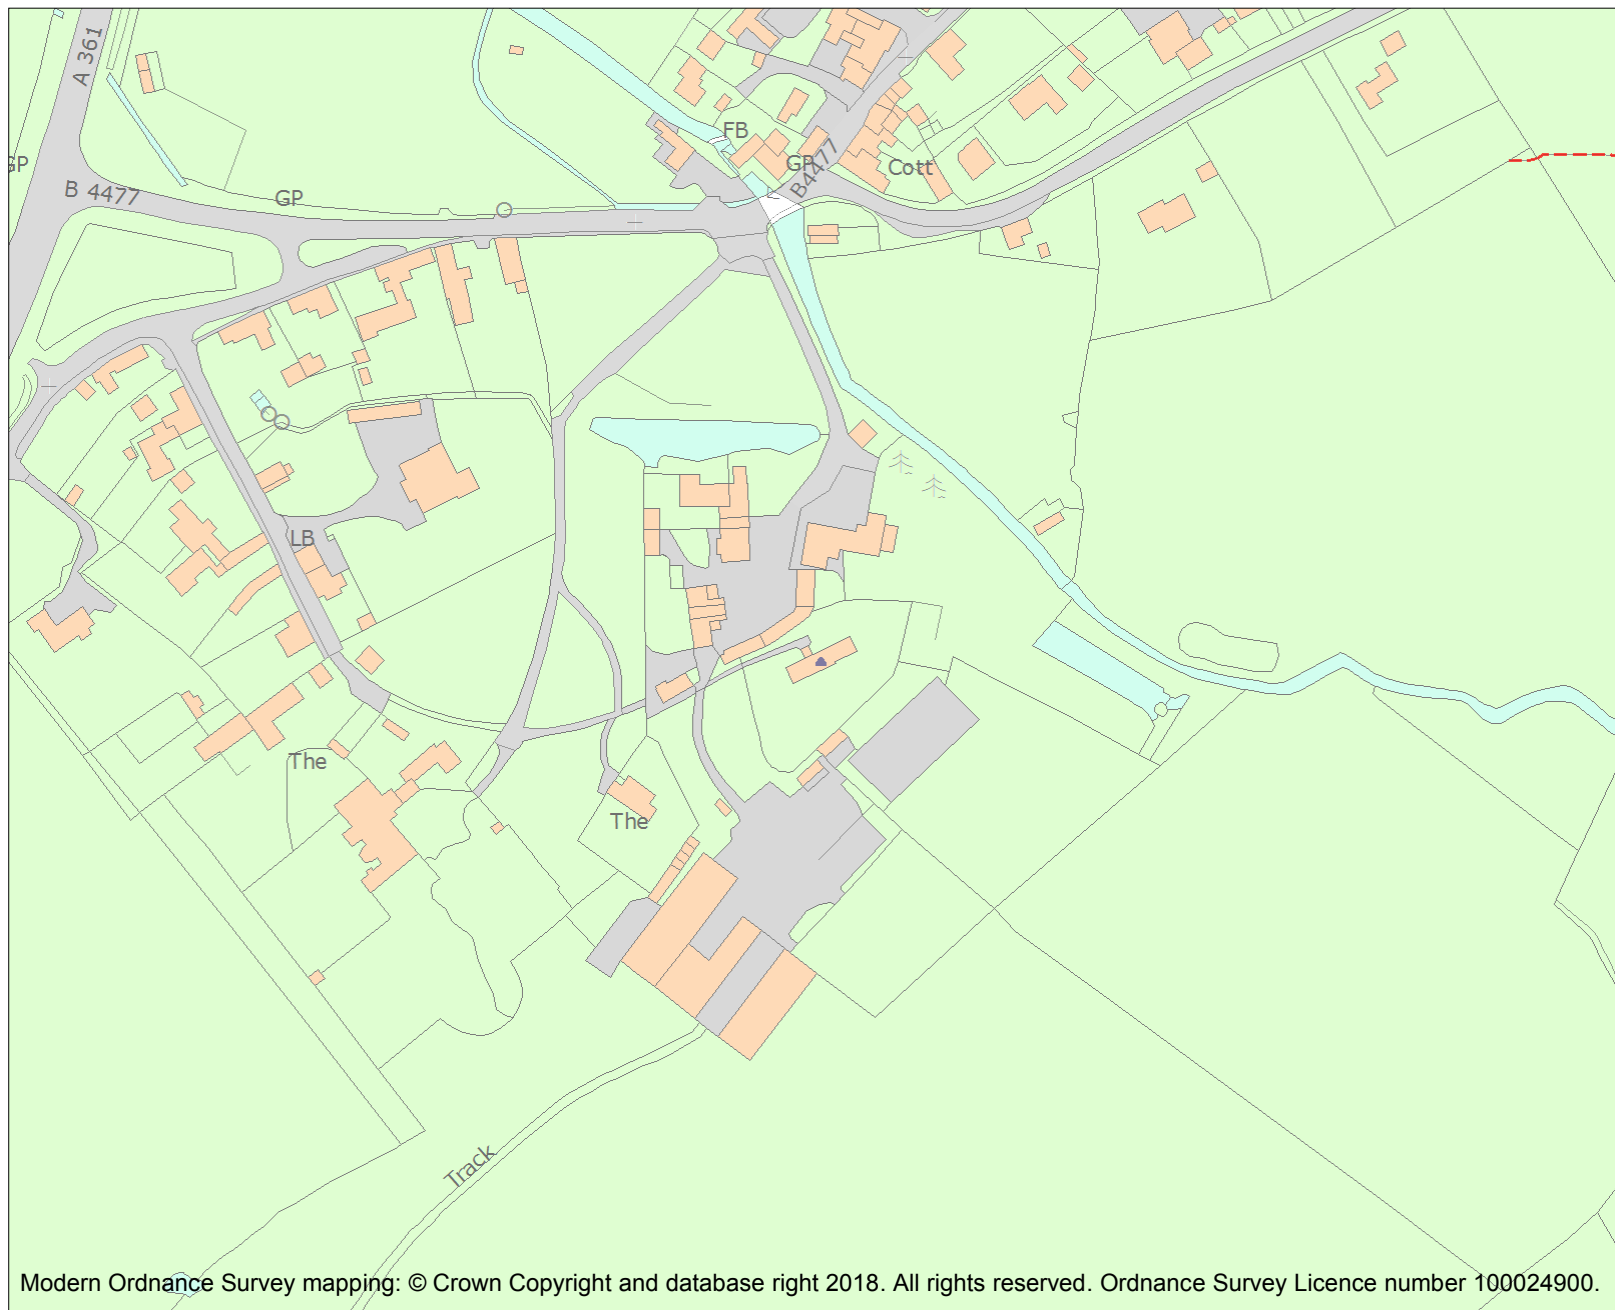 A 361
FB
GP
GP
B4477
Cott
B 4477
GP
LB
The
The
Track
Modern Ordnance Survey mapping: © Crown Copyright and database right 2018. All rights reserved. Ordnance Survey Licence number 100024900.